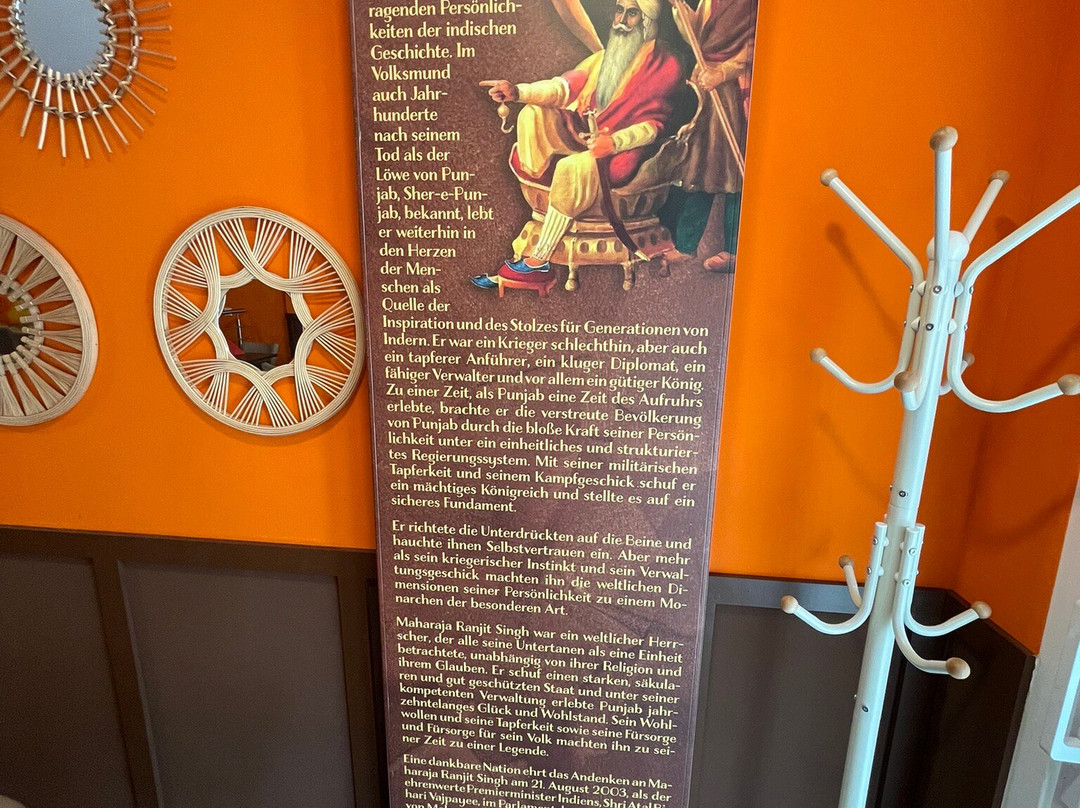 ragenden Persönlich-
keiten der indischen
Geschichte. Im
Volksmund
auch Jahr-
hunderte
nach seinem
Tod als der
Löwe von Pun-
jab, Sher-e-Pun-
jab, bekannt, lebt
er weiterhin in
den Herzen
der Men-
schen als
Quelle der
Inspiration und des Stolzes für Generationen von
Indern. Er war ein Krieger schlechthin, aber auch
ein tapferer Anführer, ein kluger Diplomat, ein
fähiger Verwalter und vor allem ein gütiger König.
Zu einer Zeit, als Punjab eine Zeit des Aufruhrs
erlebte, brachte er die verstreute Bevölkerung
von Punjab durch die bloße Kraft seiner Persön-
lichkeit unter ein einheitliches und strukturier-
tes Regierungssystem. Mit seiner militärischen
Tapferkeit und seinem Kampfgeschick schuf er
ein mächtiges Königreich und stellte es auf ein
sicheres Fundament.
Er richtete die Unterdrückten auf die Beine und
hauchte ihnen Selbstvertrauen ein. Aber mehr
als sein kriegerischer Instinkt und sein Verwal-
tungsgeschick machten ihn die weltlichen Di-
mensionen seiner Persönlichkeit zu einem Mo-
narchen der besonderen Art.
Maharaja Ranjit Singh war ein weltlicher Herr-
scher, der alle seine Untertanen als eine Einheit
betrachtete, unabhängig von ihrer Religion und
ihrem Glauben. Er schuf einen starken, säkula-
ren und gut geschützten Staat und unter seiner
kompetenten Verwaltung erlebte Punjab jahr-
zehntelanges Glück und Wohlstand. Sein Wohl-
wollen und seine Tapferkeit sowie seine Fürsorge
und Fürsorge für sein Volk machten ihn zu sei-
ner Zeit zu einer Legende.
Eine dankbare Nation ehrt das Andenken an Ma-
haraja Ranjit Singh am 21. August 2003, als der
ehrenwerte Premierminister Indiens, Shri Atal Bi-
hari Vajpayee, im Parlament